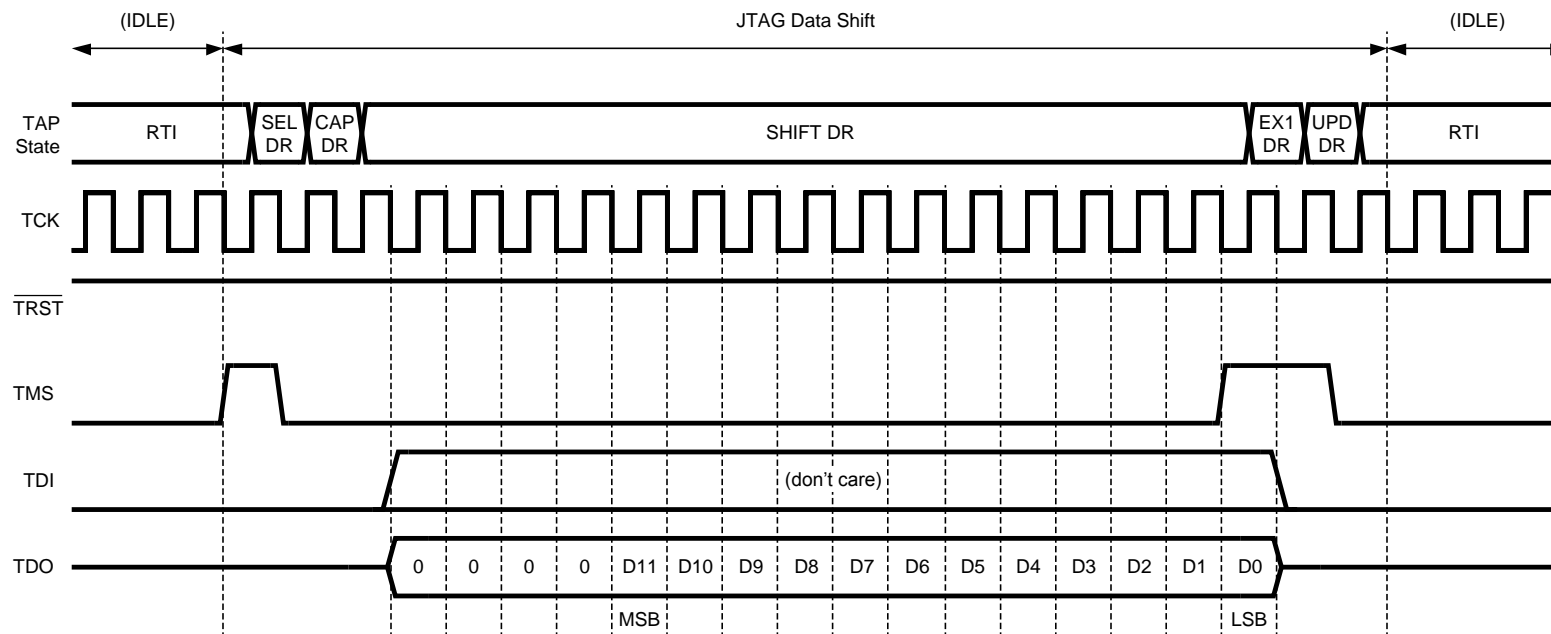 (IDLE) JTAG Data Shift (IDLE)
TAP State RTI SEL DR CAP DR SHIFT DR EX1 DR UPD DR RTI
TCK
TRST
TMS
TDI (don't care)
TDO 0 0 0 0 D11 D10 D9 D8 D7 D6 D5 D4 D3 D2 D1 D0
MSB LSB